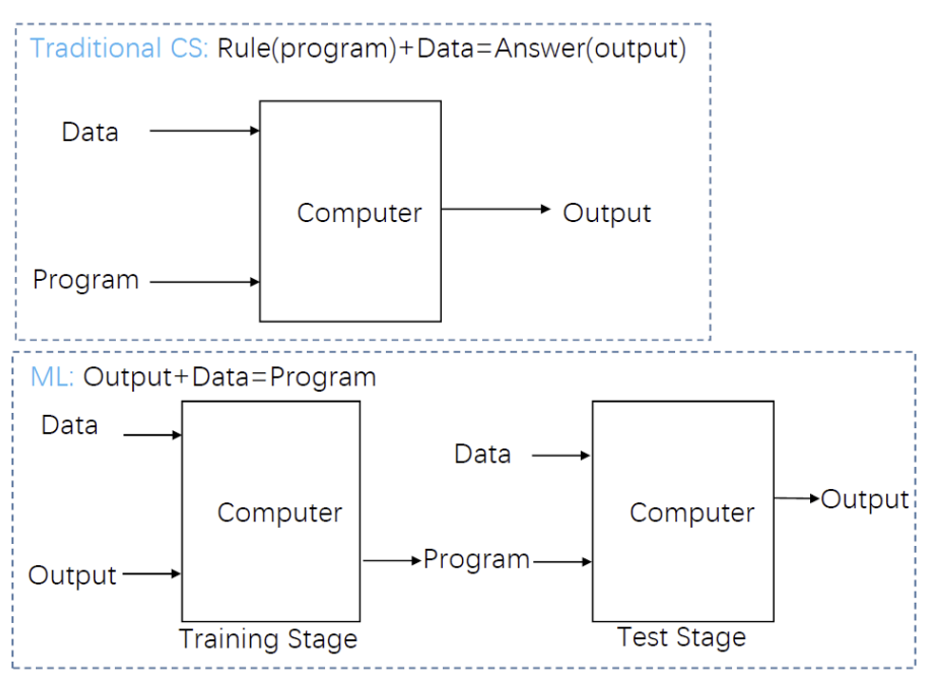 Traditional CS: Rule(program)+Data=Answer(output)
Data
Computer
Output
Program
ML: Output+Data=Program
Data
Data
Computer
Computer
Output
Program
Output
Training Stage
Test Stage